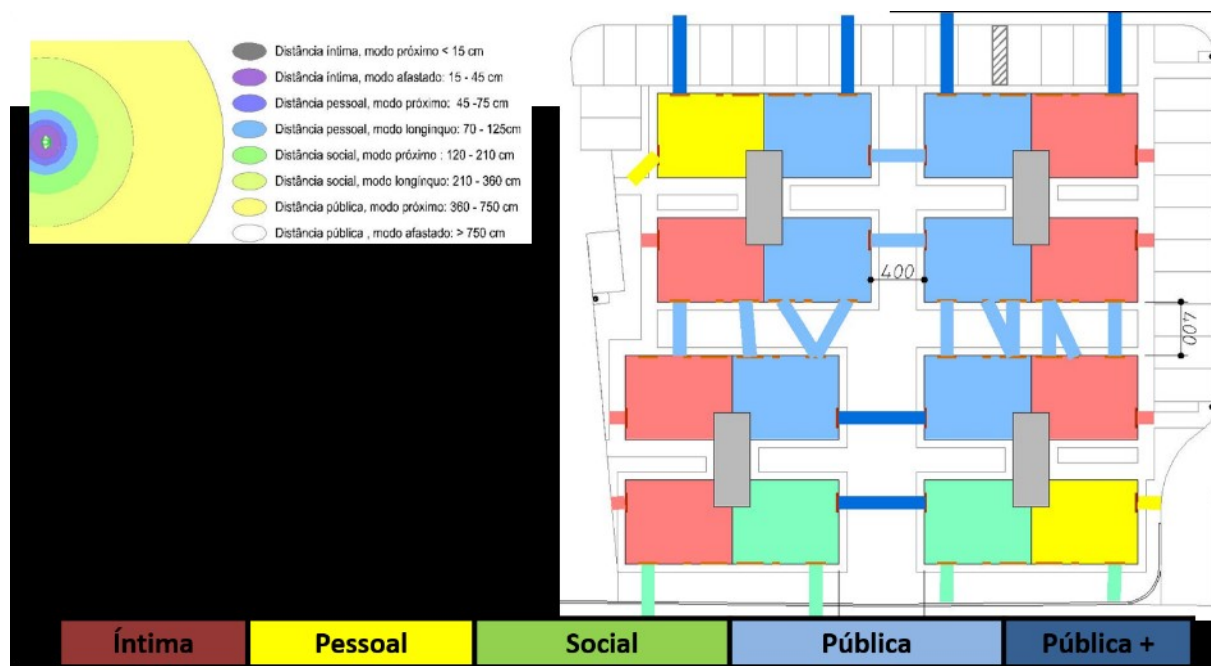 Distância íntima, modo próximo < 15 cm
Distância íntima, modo afastado: 15 - 45 cm
Distância pessoal, modo próximo: 45 -75 cm
Distância pessoal, modo longínquo: 70 - 125cm
Distância social, modo próximo : 120 - 210 cm
Distância social, modo longínquo: 210 - 360 cm
Distância pública, modo próximo: 360 - 750 cm
Distância pública , modo afastado: > 750 cm
400
400
Íntima
Pessoal
Social
Pública
Pública +